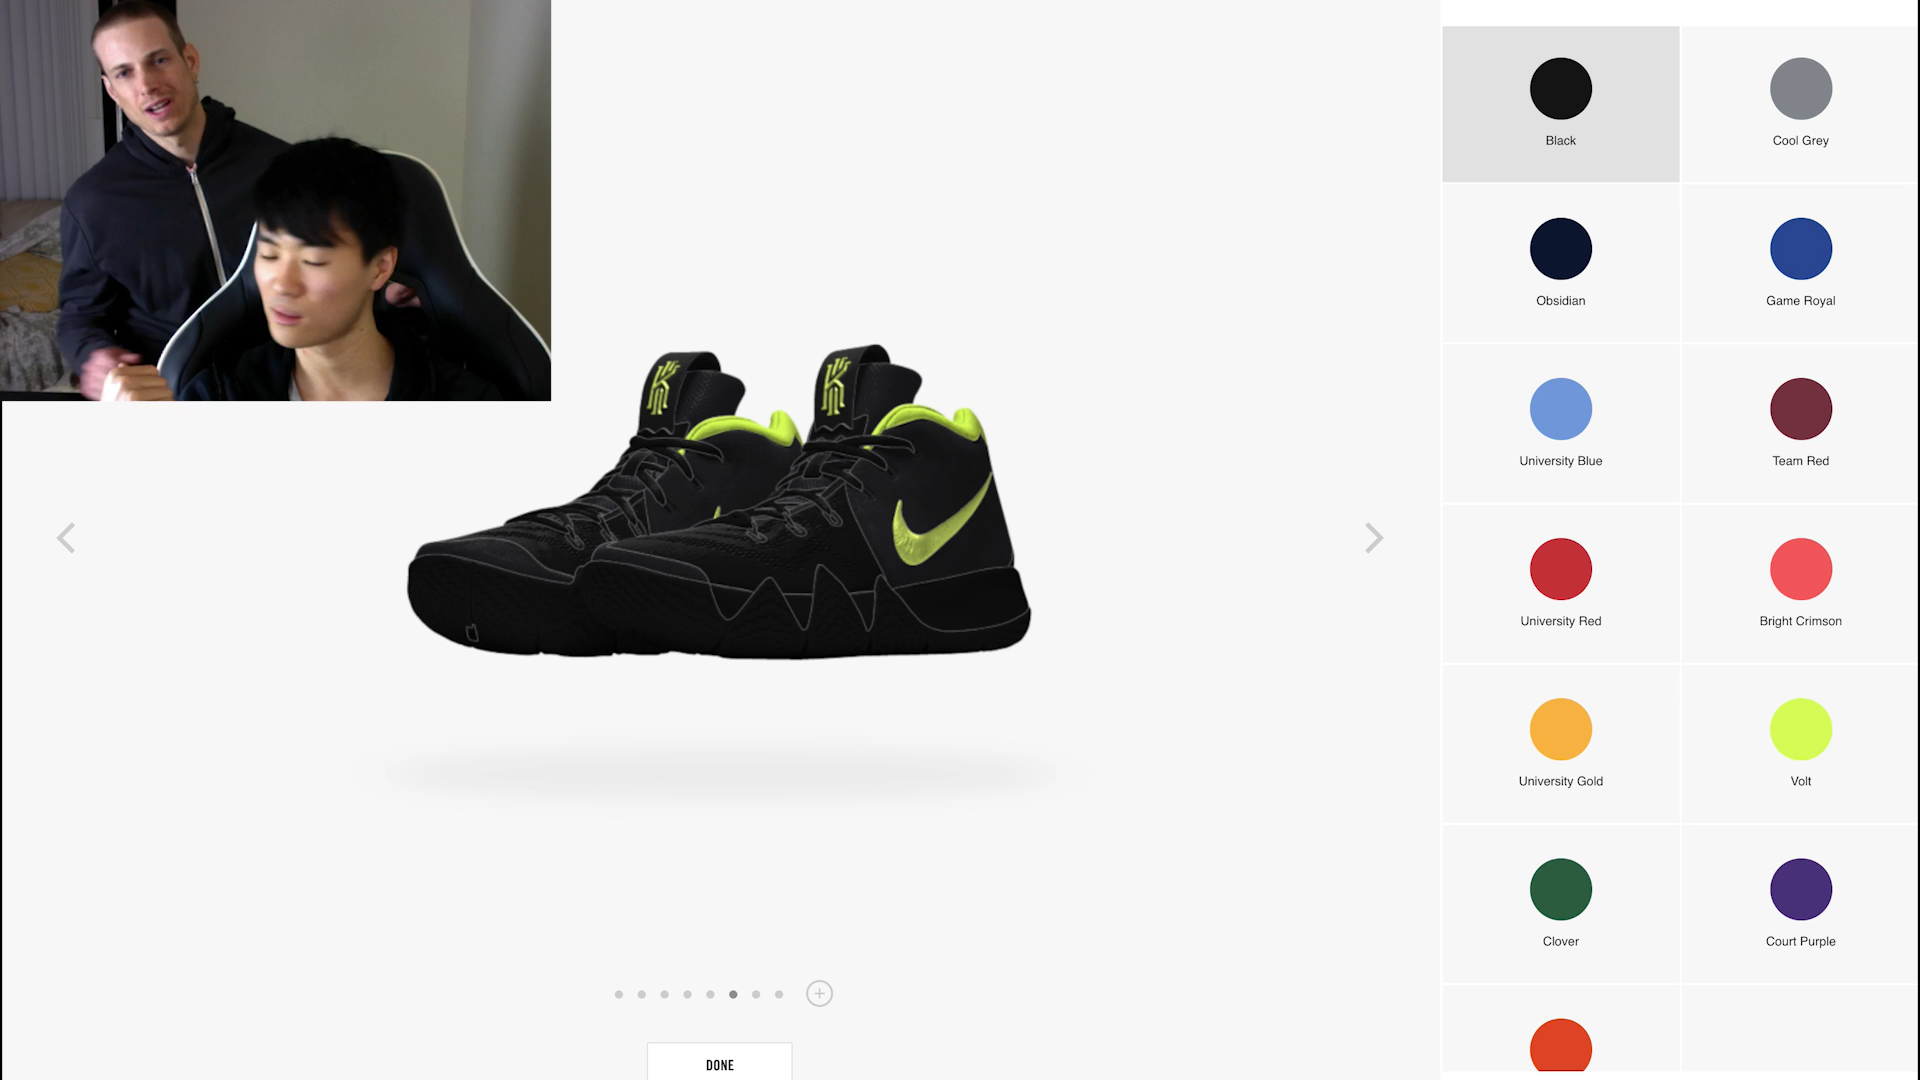 Black
Cool Grey
Obsidian
Game Royal
University Blue
Team Red
University Red
Bright Crimson
University Gold
Volt
Clover
Court Purple
DONE